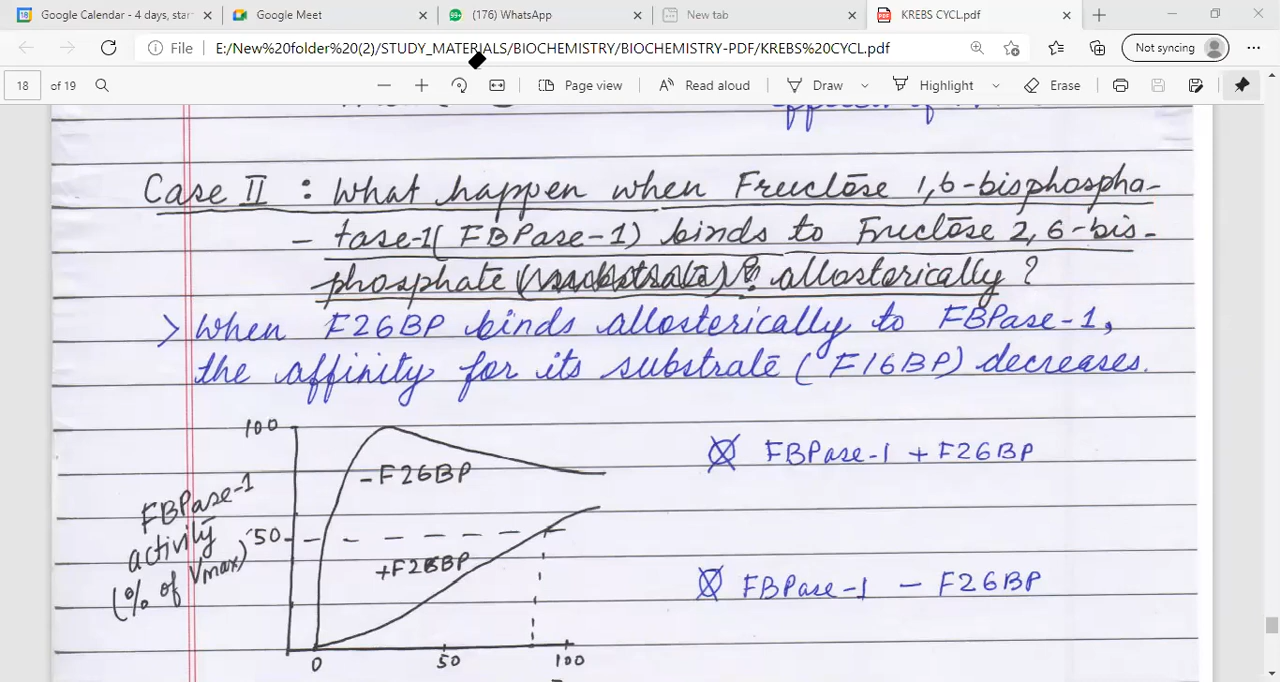 Google Calendar - 4 days, star
Google Meet
99+
(176) WhatsApp
New tab
KREBS CYCL.pdf
File
E:/New%20folder%20(2)/STUDY_MATERIALS/BIOCHEMISTRY/BIOCHEMISTRY-PDF/KREBS%20CYCL.pdf
Not syncing
18 of 19
Page view
Read aloud
Draw
Highlight
Erase
Case II : What happen when Fructose 1,6-bisphospha-
- tase-1( FBPase-1) binds to Fructose 2,6-bis-
phosphate allosterically ?
> When F26BP binds allosterically to FBPase-1,
the affinity for its substrate ( F16BP) decreases.
100
-F26BP
FBPase-1 + F26BP
FBPase-1
activity
(% of Vmax)
50
+F26BP
FBPase-1 - F26BP
0 50 100